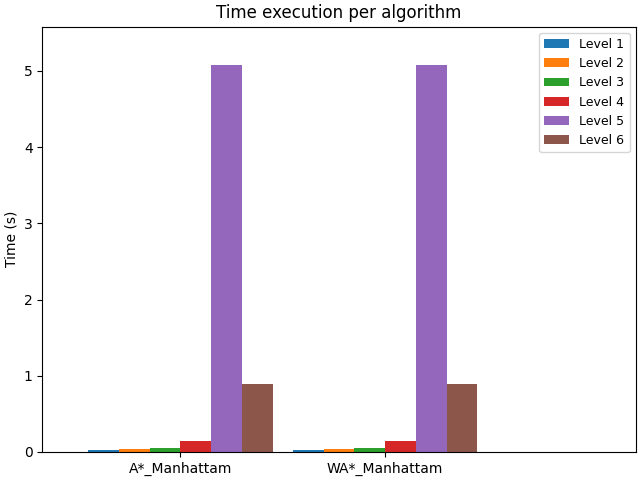 Time execution per algorithm
Level 1
Level 2
Level 3
Level 4
Level 5
Level 6
5
4
3
2
1
0
Time (s)
A*_Manhattam
WA*_Manhattam